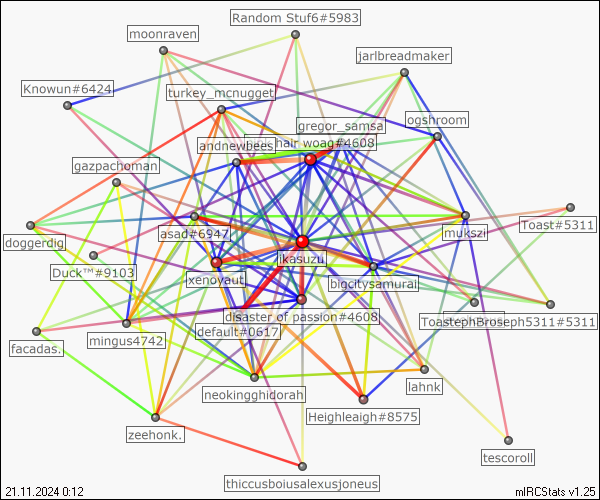 Random Stuf6#5983
moonraven
jarlbreadmaker
Knowun#6424
turkey_mcnugget
ogshroom
gregor_samsa
hair woag#4608
andnewbees
gazpachoman
Toast#5311
mukszi
doggerdig
asad#6947
ikasuzu
Duck™#9103
xenoyaut
bigcitysamurai
disaster of passion#4608
default#0617
facadas.
mingus4742
lahnk
neokingghidorah
Heighleaigh#8575
zeehonk.
tescoroll
thiccusboiusalexusjoneus
21.11.2024 0:12
mIRCStats v1.25